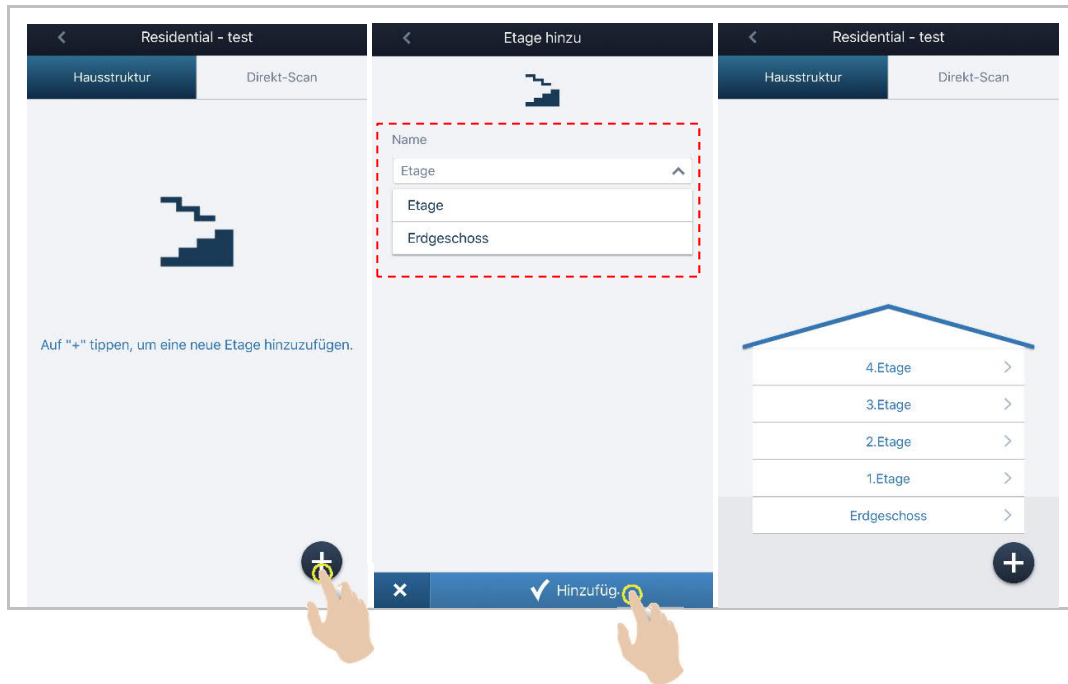 Residential - test
Hausstruktur
Direkt-Scan
Auf "+" tippen, um eine neue Etage hinzuzufügen.
Etage hinzu
Name
Etage
Etage
Erdgeschoss
Hinzufüg.
Residential - test
Hausstruktur
Direkt-Scan
4.Etage
3.Etage
2.Etage
1.Etage
Erdgeschoss